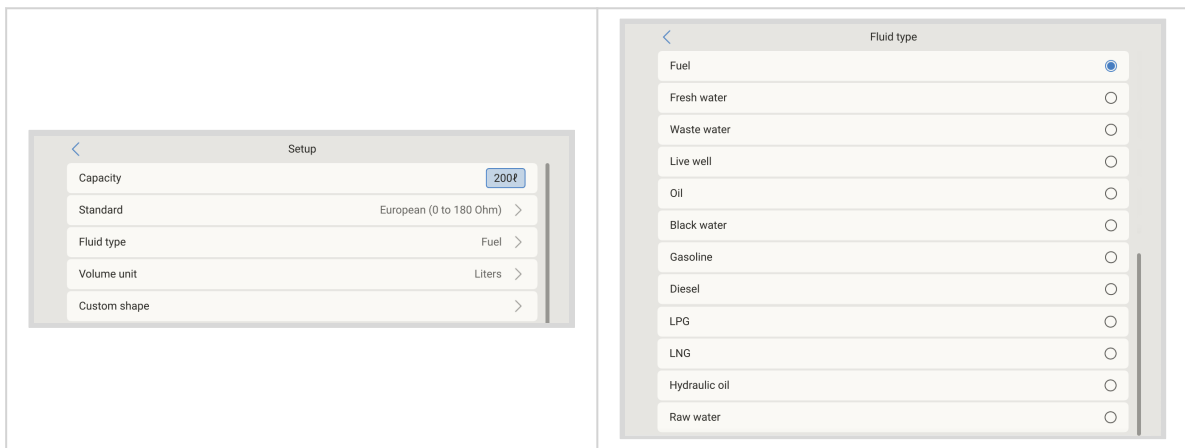 Setup
Capacity 200ℓ
Standard European (0 to 180 Ohm)
Fluid type Fuel
Volume unit Liters
Custom shape
Fluid type
Fuel
Fresh water
Waste water
Live well
Oil
Black water
Gasoline
Diesel
LPG
LNG
Hydraulic oil
Raw water